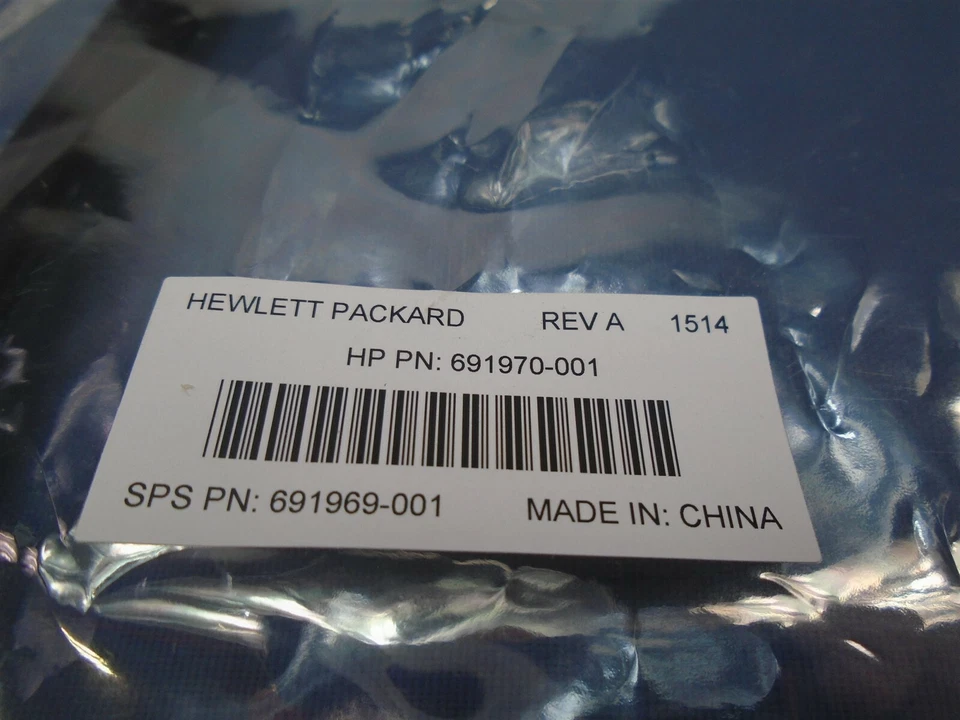 HEWLETT PACKARD REV A 1514
HP PN: 691970-001
SPS PN: 691969-001 MADE IN: CHINA